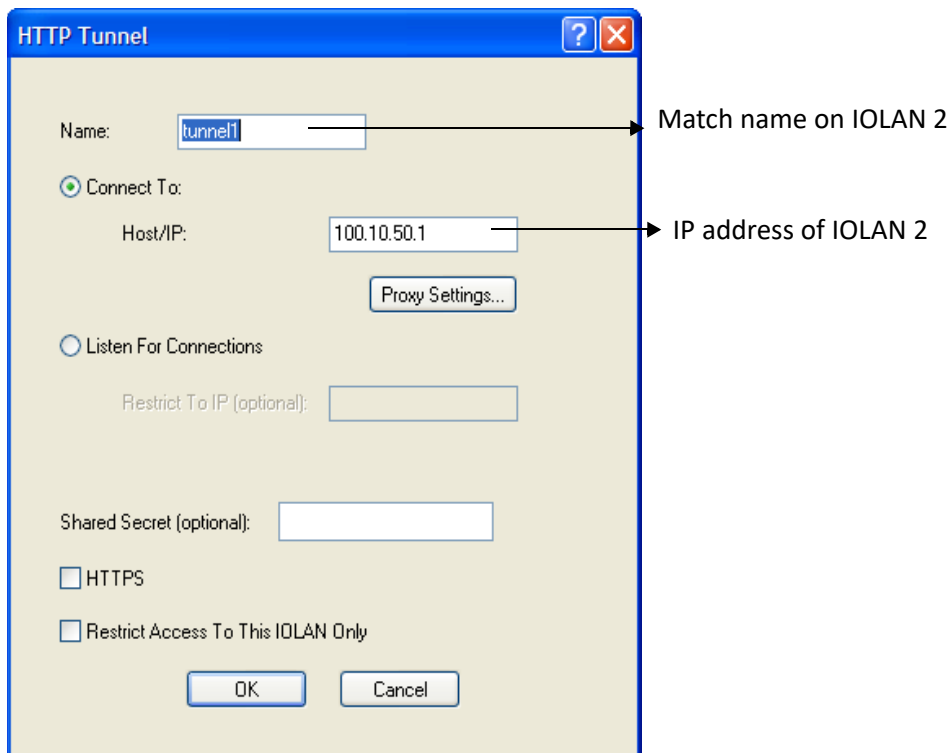 HTTP Tunnel
Name: tunnel1
Match name on IOLAN 2
Connect To:
Host/IP: 100.10.50.1
IP address of IOLAN 2
Proxy Settings...
Listen For Connections
Restrict To IP (optional):
Shared Secret (optional):
HTTPS
Restrict Access To This IOLAN Only
OK Cancel